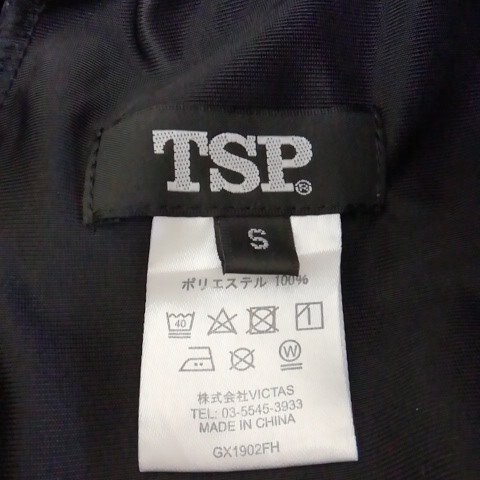 TSP®
S
ポリエステル 100%
40
W
株式会社VICTAS
TEL: 03-5545-3933
MADE IN CHINA
GX1902FH